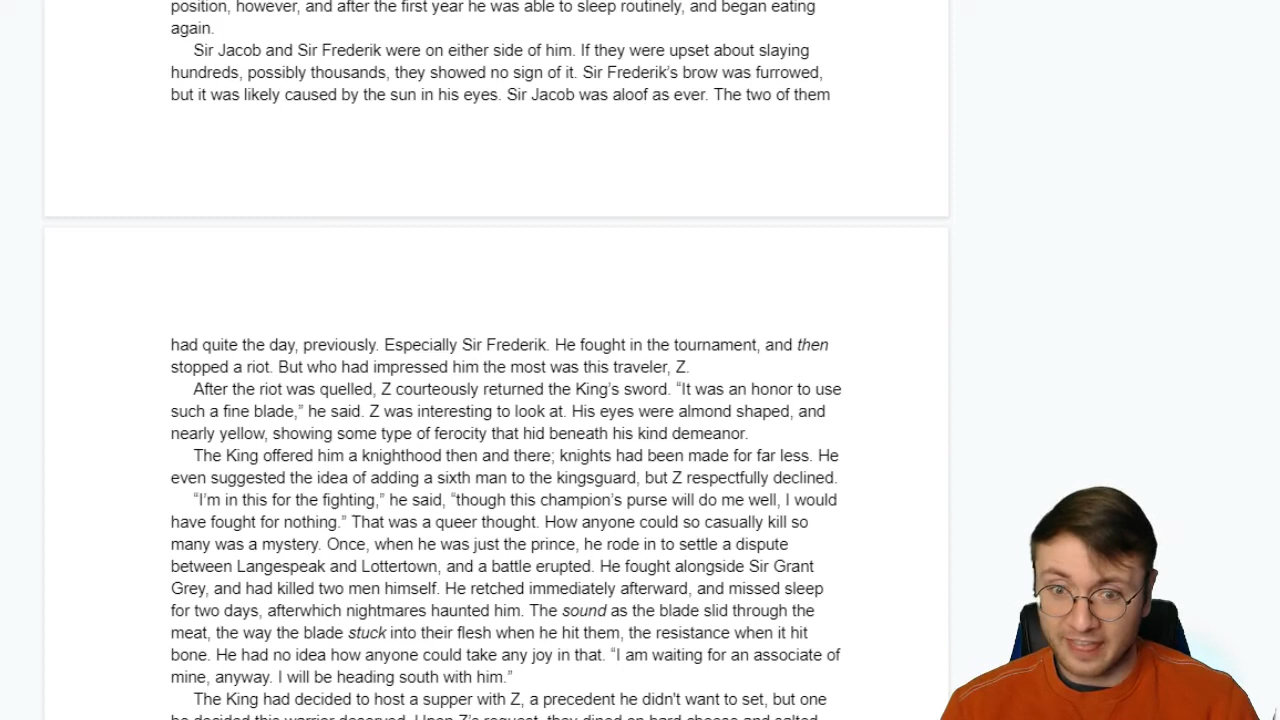 position, however, and after the first year he was able to sleep routinely, and began eating
again.
Sir Jacob and Sir Frederik were on either side of him. If they were upset about slaying
hundreds, possibly thousands, they showed no sign of it. Sir Frederik's brow was furrowed,
but it was likely caused by the sun in his eyes. Sir Jacob was aloof as ever. The two of them
had quite the day, previously. Especially Sir Frederik. He fought in the tournament, and then
stopped a riot. But who had impressed him the most was this traveler, Z.
After the riot was quelled, Z courteously returned the King's sword. “It was an honor to use
such a fine blade,” he said. Z was interesting to look at. His eyes were almond shaped, and
nearly yellow, showing some type of ferocity that hid beneath his kind demeanor.
The King offered him a knighthood then and there; knights had been made for far less. He
even suggested the idea of adding a sixth man to the kingsguard, but Z respectfully declined.
“I'm in this for the fighting,” he said, “though this champion's purse will do me well, I would
have fought for nothing.” That was a queer thought. How anyone could so casually kill so
many was a mystery. Once, when he was just the prince, he rode in to settle a dispute
between Langespeak and Lottertown, and a battle erupted. He fought alongside Sir Grant
Grey, and had killed two men himself. He retched immediately afterward, and missed sleep
for two days, afterwhich nightmares haunted him. The sound as the blade slid through the
meat, the way the blade stuck into their flesh when he hit them, the resistance when it hit
bone. He had no idea how anyone could take any joy in that. “I am waiting for an associate of
mine, anyway. I will be heading south with him.”
The King had decided to host a supper with Z, a precedent he didn't want to set, but one
he decided this warrior deserved. Upon Z's request, they dined on hard cheese and salted